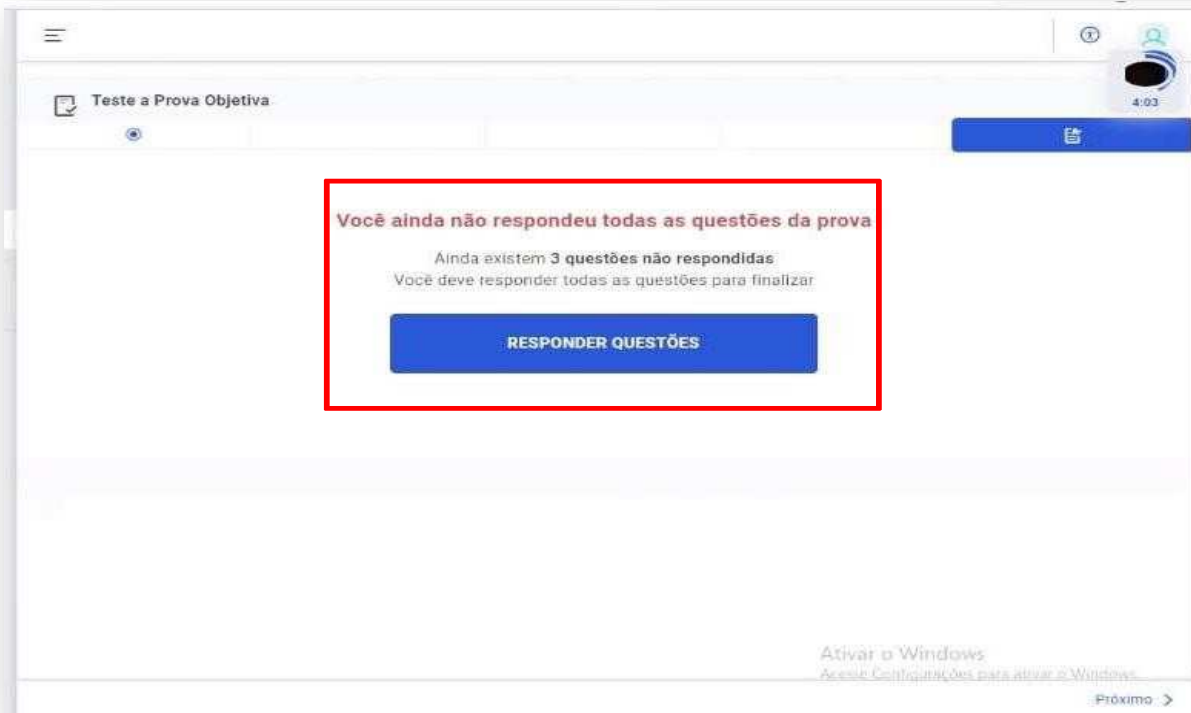 Teste a Prova Objetiva
4:03
Você ainda não respondeu todas as questões da prova
Ainda existem 3 questões não respondidas
Você deve responder todas as questões para finalizar
RESPONDER QUESTÕES
Ativar o Windows
Acesse Configurações para ativar o Windows.
Próximo